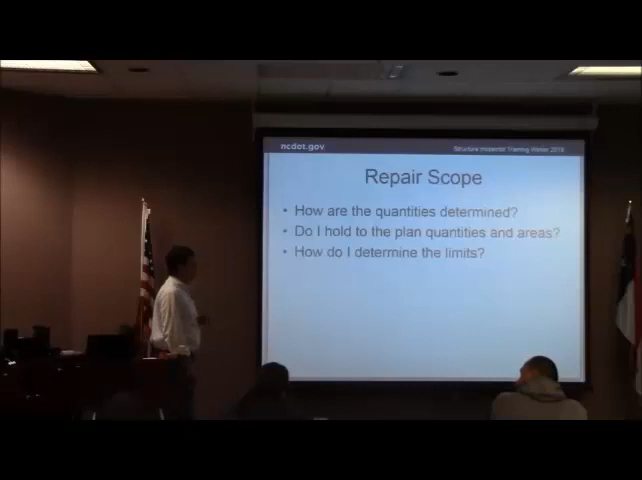 ncdot.gov
Structure Inspector Training Winter 2016
Repair Scope
• How are the quantities determined?
• Do I hold to the plan quantities and areas?
• How do I determine the limits?